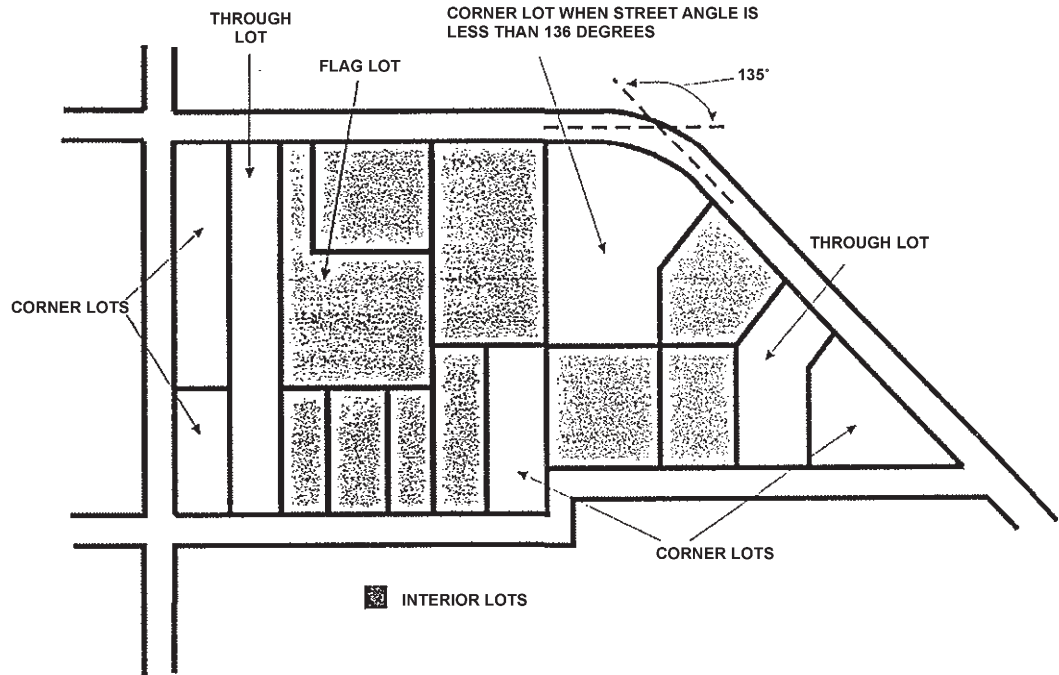 THROUGH
LOT
CORNER LOT WHEN STREET ANGLE IS
LESS THAN 136 DEGREES
FLAG LOT
135°
THROUGH LOT
CORNER LOTS
CORNER LOTS
INTERIOR LOTS